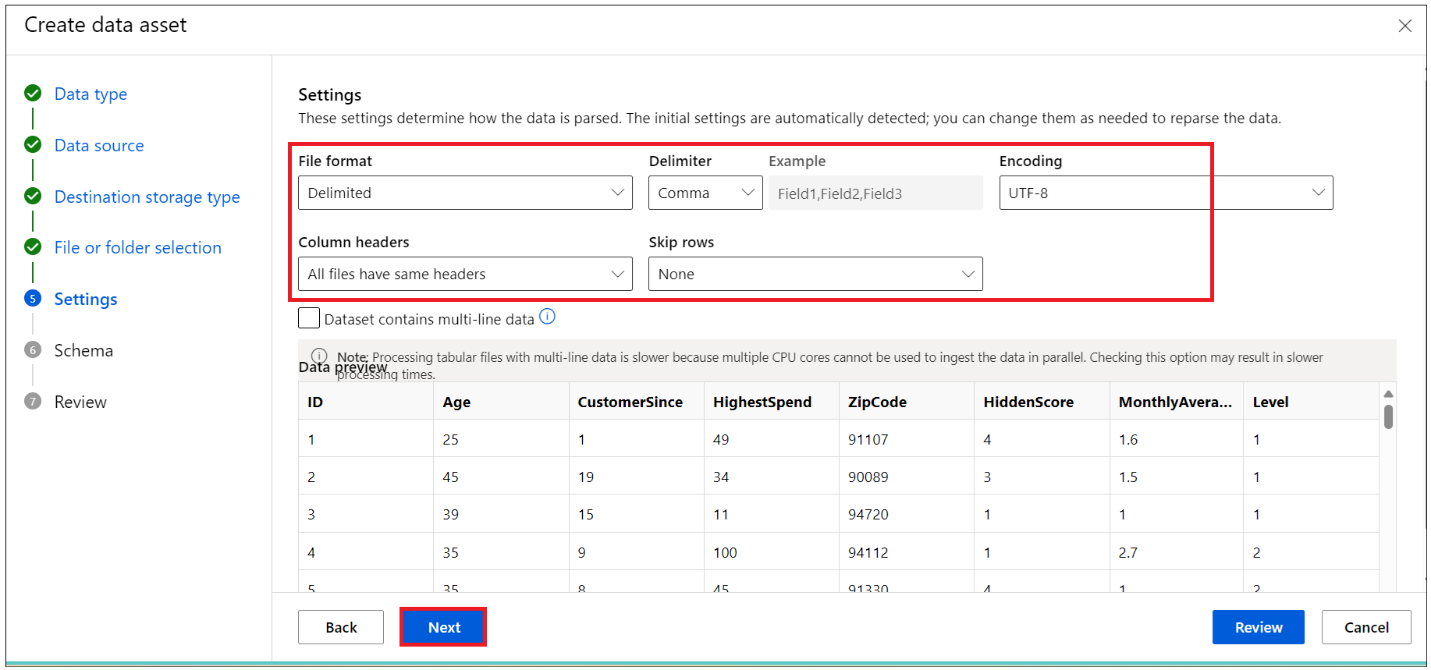 Create data asset
Data type
Data source
Destination storage type
File or folder selection
5 Settings
6 Schema
7 Review
Settings
These settings determine how the data is parsed. The initial settings are automatically detected; you can change them as needed to reparse the data.
File format Delimiter Example Encoding
Delimited Comma Field1,Field2,Field3 UTF-8
Column headers Skip rows
All files have same headers None
Dataset contains multi-line data
Note: Processing tabular files with multi-line data is slower because multiple CPU cores cannot be used to ingest the data in parallel. Checking this option may result in slower
processing times.
Data preview
ID Age CustomerSince HighestSpend ZipCode HiddenScore MonthlyAvera... Level
1 25 1 49 91107 4 1.6 1
2 45 19 34 90089 3 1.5 1
3 39 15 11 94720 1 1 1
4 35 9 100 94112 1 2.7 2
5 35 8 45 91330 4 1 2
Back Next Review Cancel